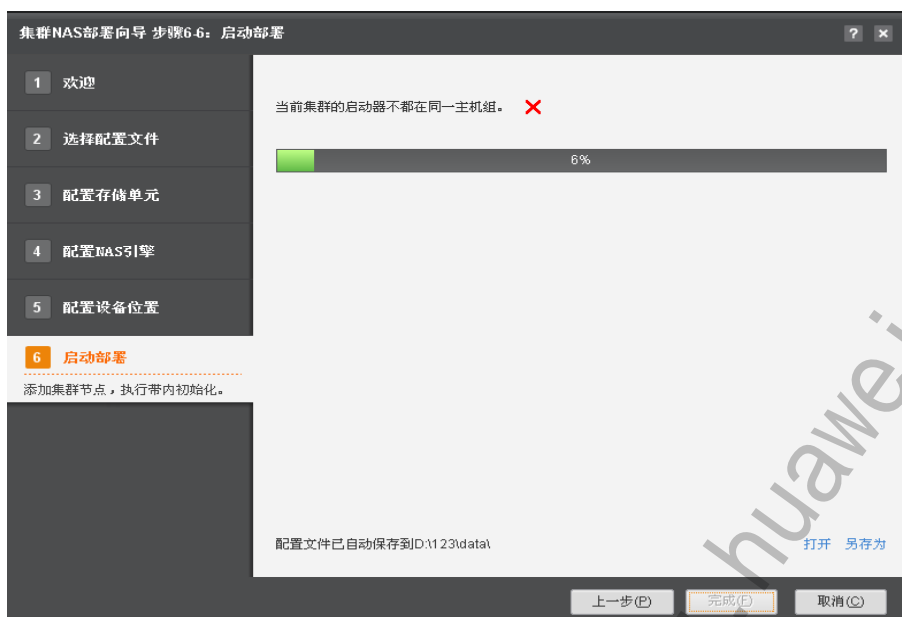 集群NAS部署向导 步骤6-6：启动部署
? ×
1 欢迎
2 选择配置文件
3 配置存储单元
4 配置NAS引擎
5 配置设备位置
6 启动部署
添加集群节点，执行带内初始化。
当前集群的启动器不都在同一主机组。
6%
配置文件已自动保存到D:\123\data\
打开 另存为
上一步(P) 完成(F) 取消(C)
huawei